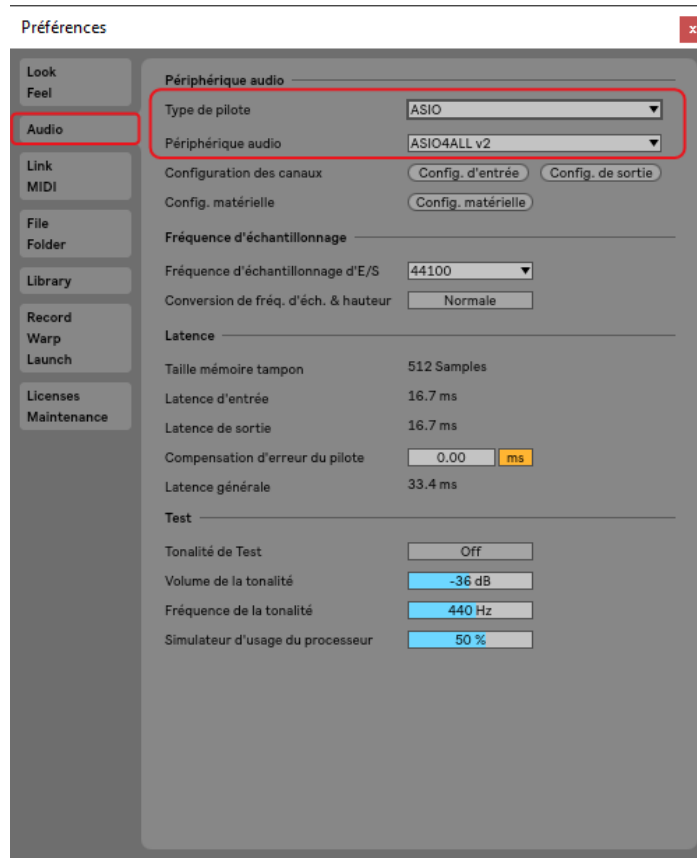 Préférences
x
Look
Feel
Audio
Link
MIDI
File
Folder
Library
Record
Warp
Launch
Licenses
Maintenance
Périphérique audio
Type de pilote ASIO
Périphérique audio ASIO4ALL v2
Configuration des canaux Config. d'entrée Config. de sortie
Config. matérielle Config. matérielle
Fréquence d'échantillonnage
Fréquence d'échantillonnage d'E/S 44100
Conversion de fréq. d'éch. & hauteur Normale
Latence
Taille mémoire tampon 512 Samples
Latence d'entrée 16.7 ms
Latence de sortie 16.7 ms
Compensation d'erreur du pilote 0.00 ms
Latence générale 33.4 ms
Test
Tonalité de Test Off
Volume de la tonalité -36 dB
Fréquence de la tonalité 440 Hz
Simulateur d'usage du processeur 50 %